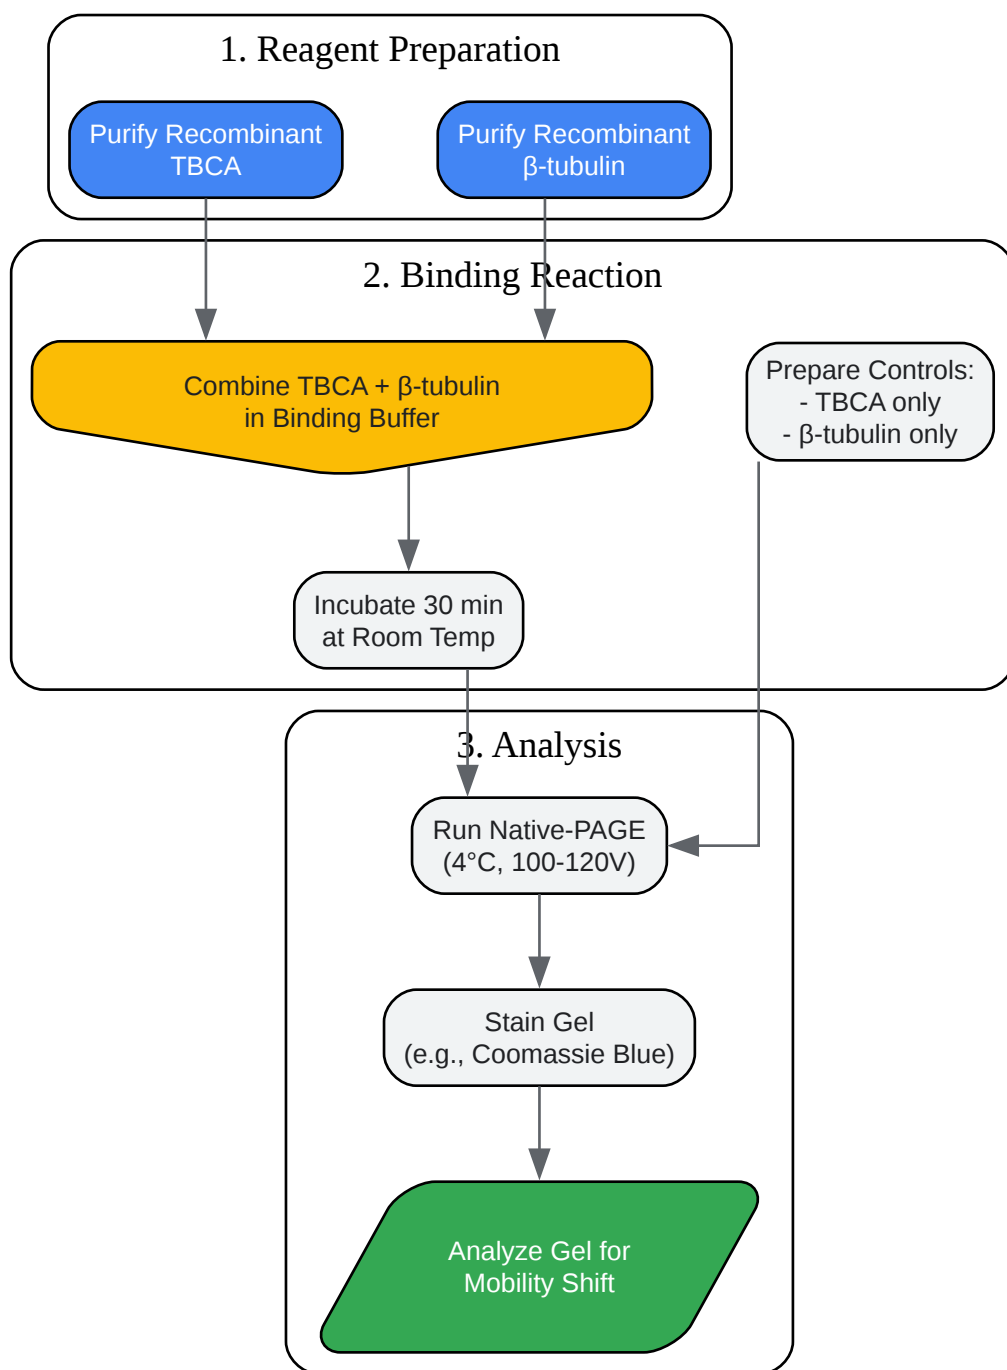 1. Reagent Preparation
Purify Recombinant
TBCA
Purify Recombinant
β-tubulin
2. Binding Reaction
Combine TBCA + β-tubulin
in Binding Buffer
Prepare Controls:
- TBCA only
- β-tubulin only
Incubate 30 min
at Room Temp
3. Analysis
Run Native-PAGE
(4°C, 100-120V)
Stain Gel
(e.g., Coomassie Blue)
Analyze Gel for
Mobility Shift